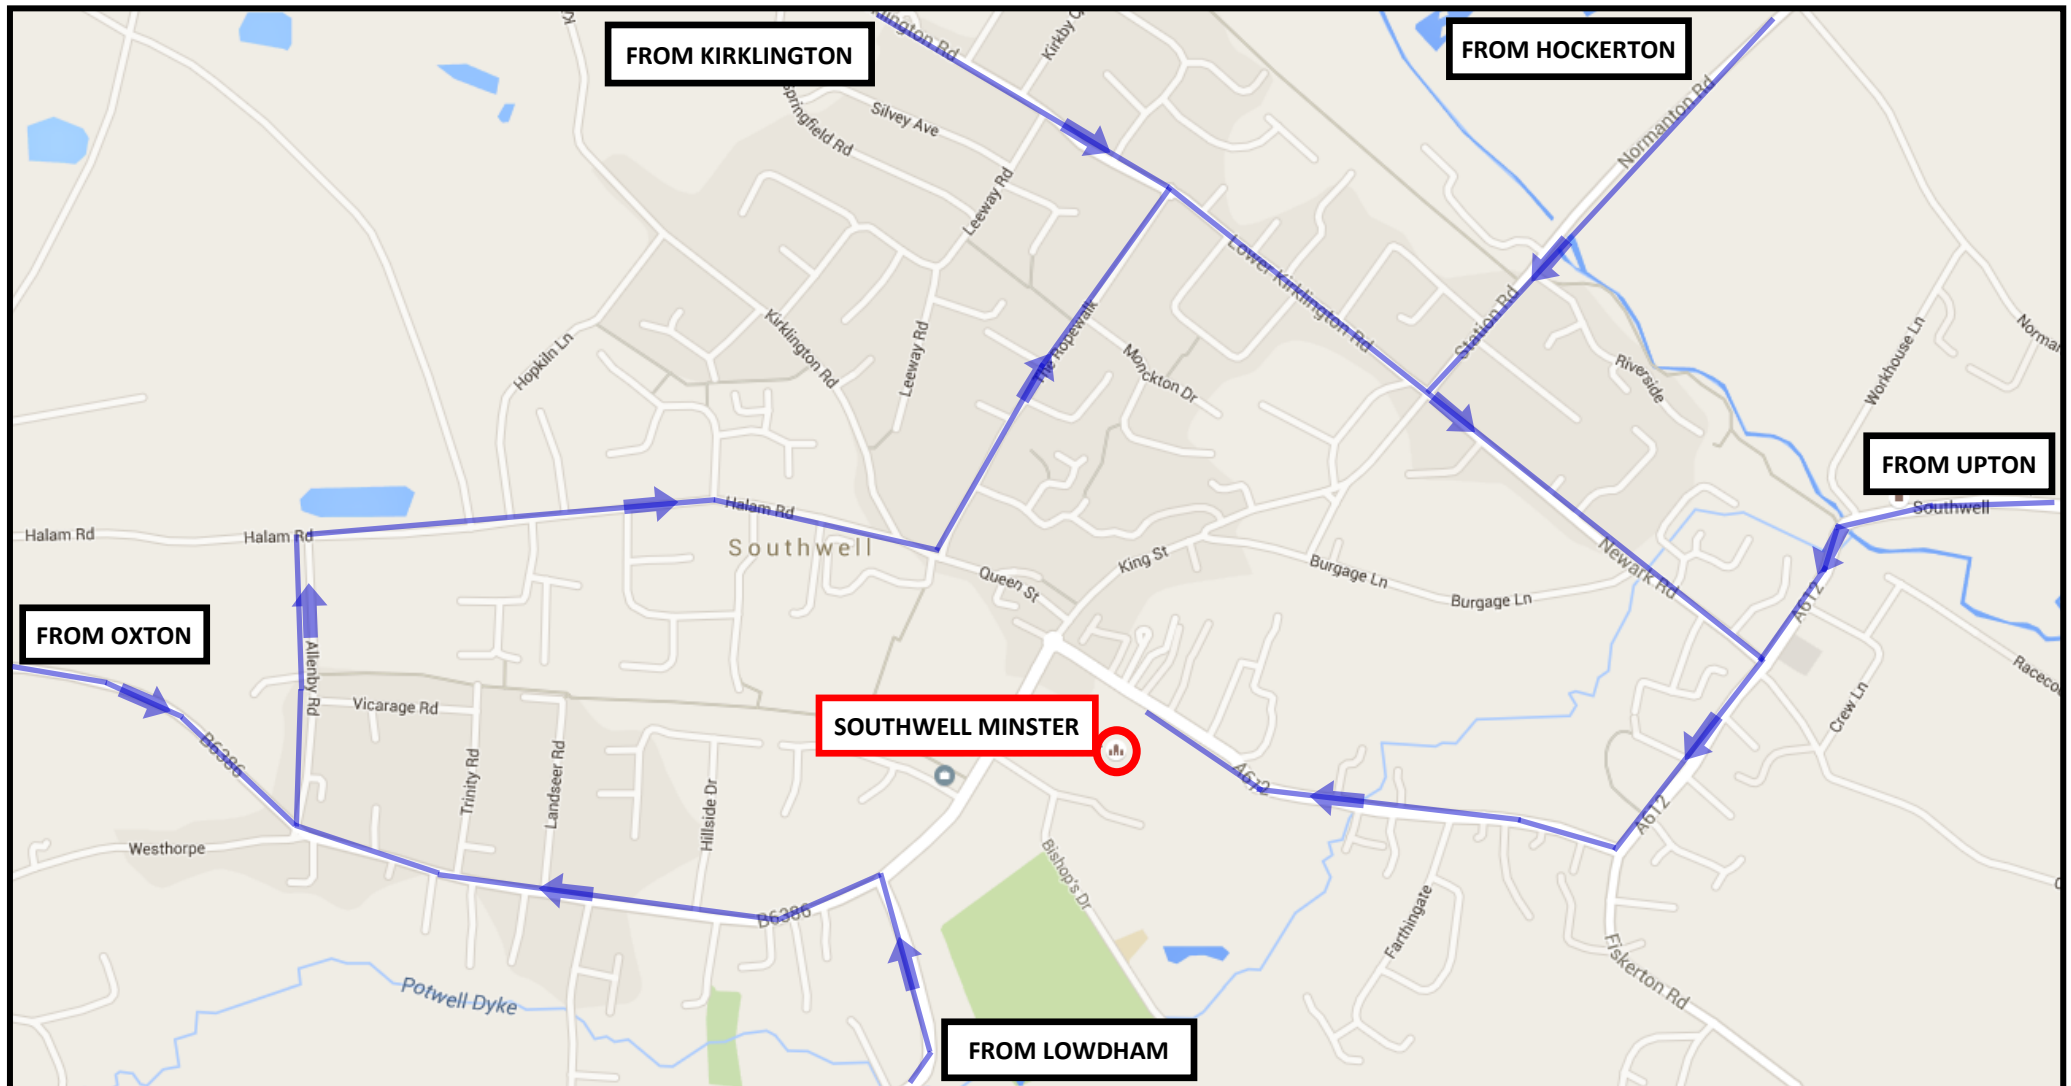 FROM KIRKLINGTON
FROM HOCKERTON
Kirkby
Silvey Ave
Springfield Rd
Normanton Rd
Leeway Rd
Lower Kirklington Rd
Station Rd
The Ropewalk
Kirklington Rd
Leeway Rd
Hopkiln Ln
Monckton Dr
Riverside
Workhouse Ln
FROM UPTON
Southwell
Halam Rd
Halam Rd
Halam Rd
Southwell
Queen St
King St
Burgage Ln
Burgage Ln
Newark Rd
A612
FROM OXTON
Allenby Rd
Vicarage Rd
B6386
Trinity Rd
Landseer Rd
Hillside Dr
SOUTHWELL MINSTER
A612
A612
Crew Ln
Westhorpe
B6386
Bishop's Dr
Farthingate
Fiskerton Rd
Potwell Dyke
FROM LOWDHAM